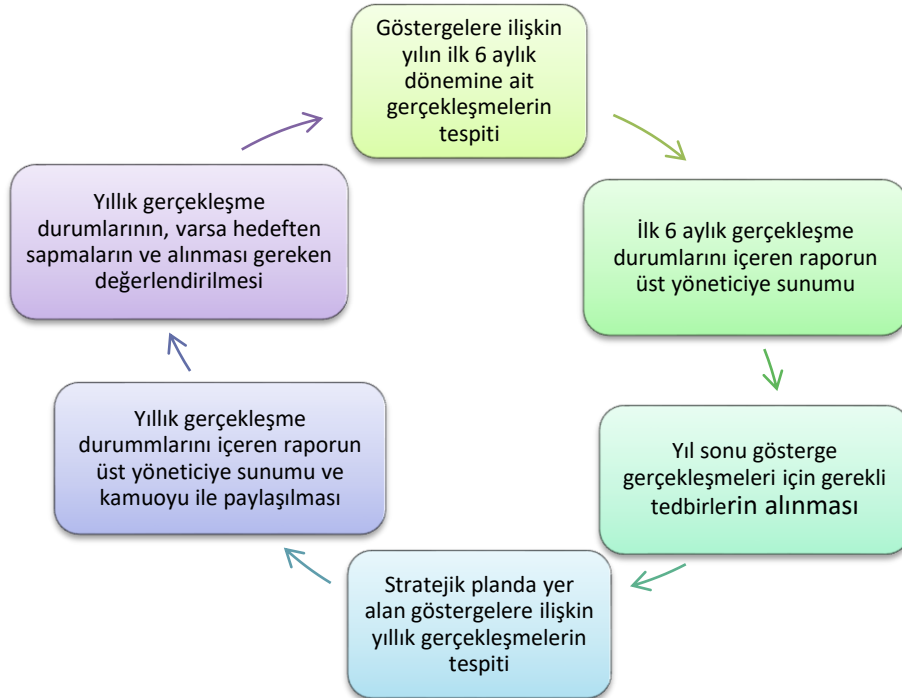 Göstergelere ilişkin
yılın ilk 6 aylık
dönemine ait
gerçekleşmelerin
tespiti
İlk 6 aylık gerçekleşme
durumlarını içeren raporun
üst yöneticiye sunumu
Yıl sonu gösterge
gerçekleşmeleri için gerekli
tedbirlerin alınması
Stratejik planda yer
alan göstergelere ilişkin
yıllık gerçekleşmelerin
tespiti
Yıllık gerçekleşme
durummlarını içeren raporun
üst yöneticiye sunumu ve
kamuoyu ile paylaşılması
Yıllık gerçekleşme
durumlarının, varsa hedeften
sapmaların ve alınması gereken
değerlendirilmesi